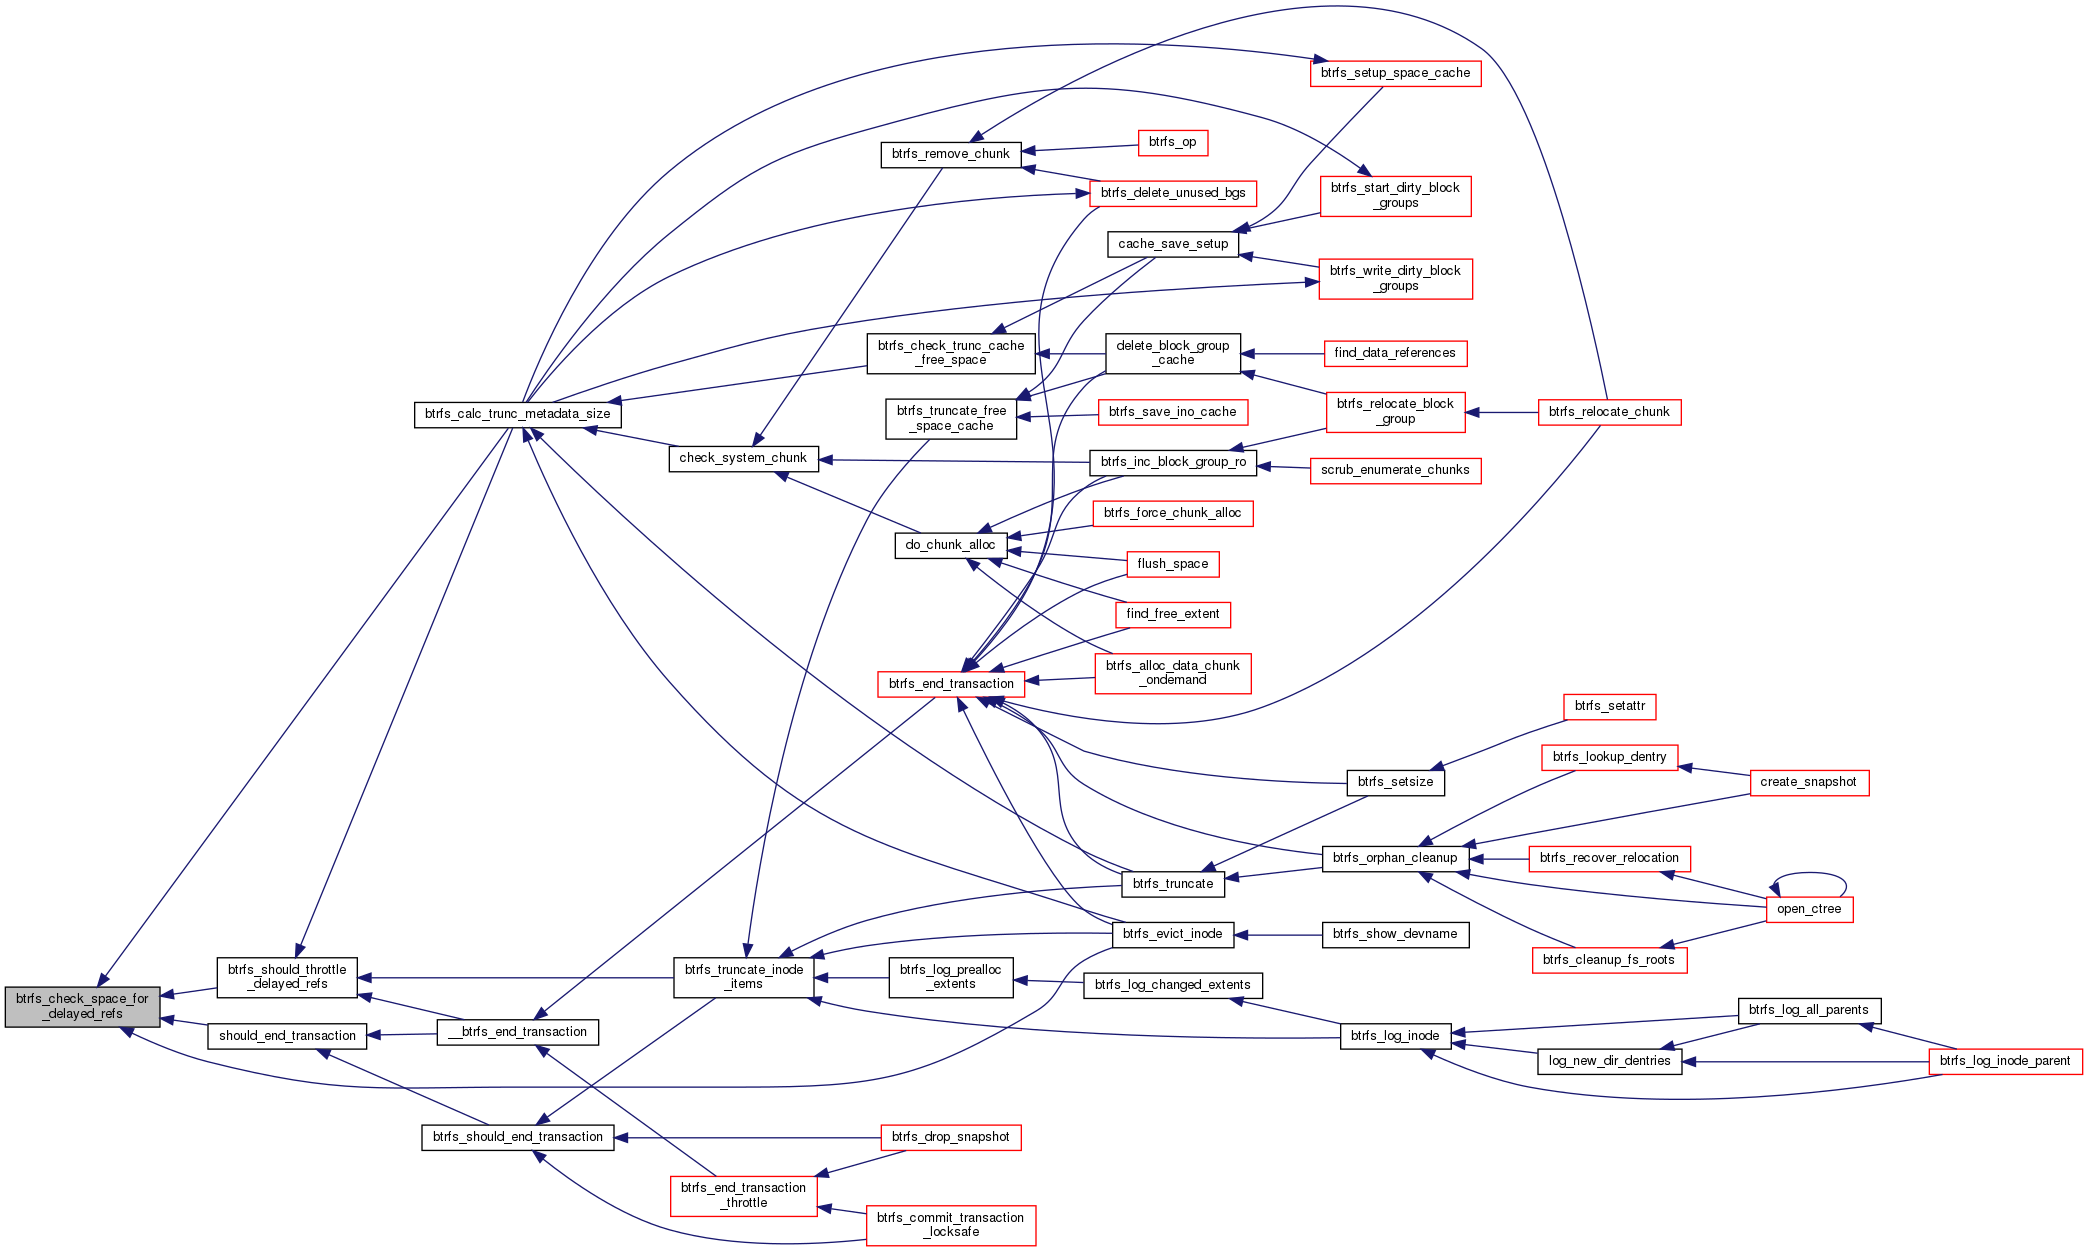 btrfs_setup_space_cache
btrfs_op
btrfs_remove_chunk
btrfs_delete_unused_bgs
btrfs_start_dirty_block
_groups
cache_save_setup
btrfs_write_dirty_block
_groups
btrfs_check_trunc_cache
_free_space
delete_block_group
_cache
find_data_references
btrfs_calc_trunc_metadata_size
btrfs_truncate_free
_space_cache
btrfs_save_ino_cache
btrfs_relocate_block
_group
btrfs_relocate_chunk
check_system_chunk
btrfs_inc_block_group_ro
scrub_enumerate_chunks
btrfs_force_chunk_alloc
do_chunk_alloc
flush_space
find_free_extent
btrfs_alloc_data_chunk
_ondemand
btrfs_end_transaction
btrfs_setattr
btrfs_lookup_dentry
btrfs_setsize
create_snapshot
btrfs_orphan_cleanup
btrfs_recover_relocation
btrfs_truncate
open_ctree
btrfs_evict_inode
btrfs_show_devname
btrfs_cleanup_fs_roots
btrfs_should_throttle
_delayed_refs
btrfs_truncate_inode
_items
btrfs_log_prealloc
_extents
btrfs_log_changed_extents
btrfs_check_space_for
_delayed_refs
should_end_transaction
__btrfs_end_transaction
btrfs_log_inode
btrfs_log_all_parents
log_new_dir_dentries
btrfs_log_inode_parent
btrfs_should_end_transaction
btrfs_drop_snapshot
btrfs_end_transaction
_throttle
btrfs_commit_transaction
_locksafe